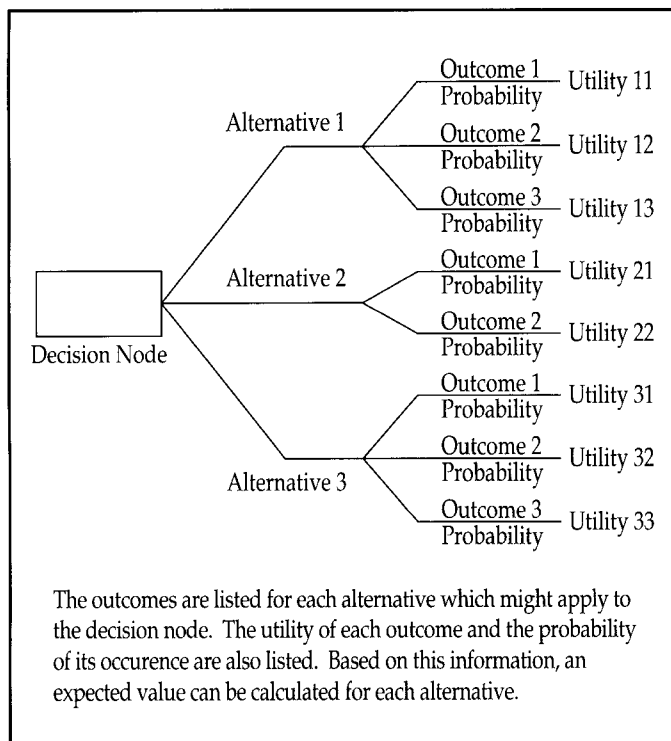 Outcome 1
Probability
Utility 11
Alternative 1
Outcome 2
Probability
Utility 12
Outcome 3
Probability
Utility 13
Outcome 1
Probability
Utility 21
Alternative 2
Outcome 2
Probability
Utility 22
Decision Node
Outcome 1
Probability
Utility 31
Outcome 2
Probability
Utility 32
Alternative 3
Outcome 3
Probability
Utility 33
The outcomes are listed for each alternative which might apply to
the decision node. The utility of each outcome and the probability
of its occurence are also listed. Based on this information, an
expected value can be calculated for each alternative.